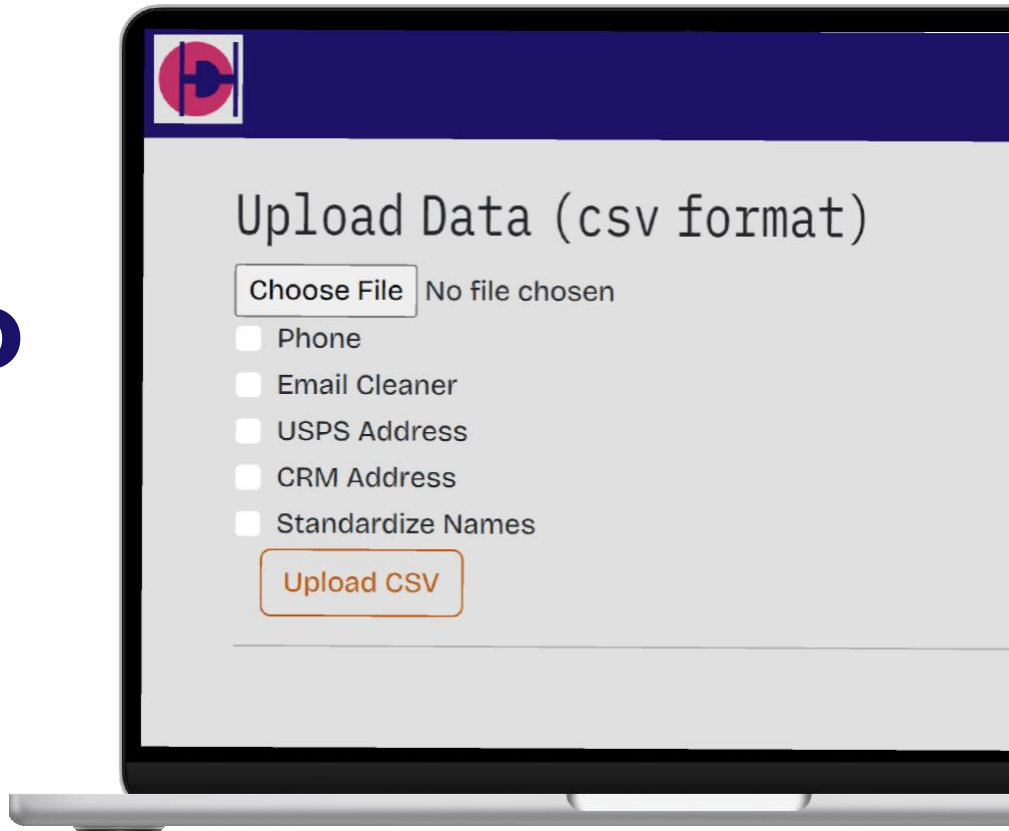 Upload Data (csv format)
Choose File No file chosen
Phone
Email Cleaner
USPS Address
CRM Address
Standardize Names
Upload CSV